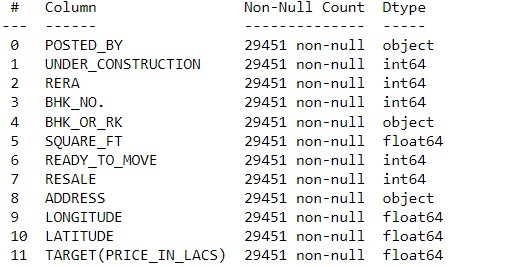 #   Column                 Non-Null Count  Dtype
---  ------                 --------------  -----
 0   POSTED_BY              29451 non-null  object
 1   UNDER_CONSTRUCTION     29451 non-null  int64
 2   RERA                   29451 non-null  int64
 3   BHK_NO.                29451 non-null  int64
 4   BHK_OR_RK              29451 non-null  object
 5   SQUARE_FT              29451 non-null  float64
 6   READY_TO_MOVE          29451 non-null  int64
 7   RESALE                 29451 non-null  int64
 8   ADDRESS                29451 non-null  object
 9   LONGITUDE              29451 non-null  float64
 10  LATITUDE               29451 non-null  float64
 11  TARGET(PRICE_IN_LACS)  29451 non-null  float64